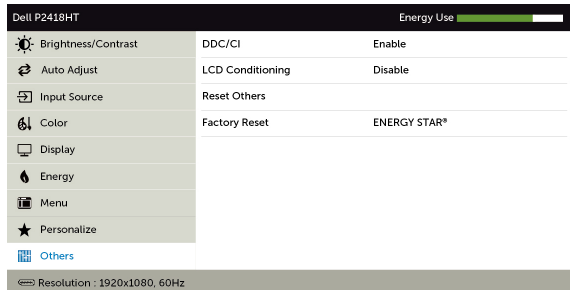 Dell P2418HT Energy Use
Brightness/Contrast DDC/CI Enable
Auto Adjust LCD Conditioning Disable
Input Source Reset Others
Color Factory Reset ENERGY STAR®
Display
Energy
Menu
Personalize
Others
Resolution : 1920x1080, 60Hz